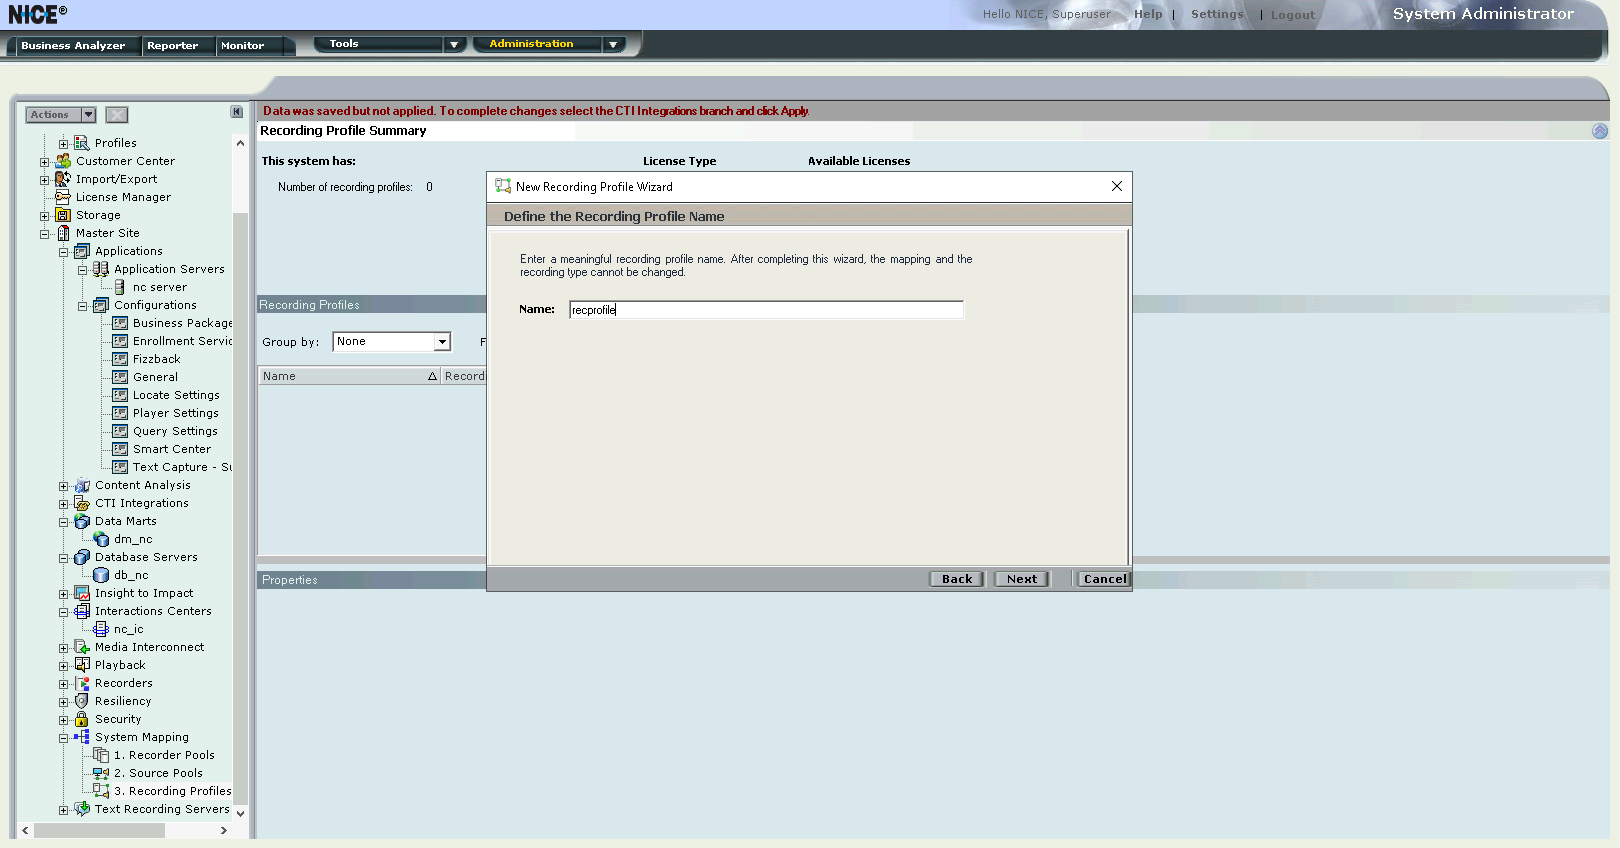 NICE®
Hello NICE, Superuser Help | Settings | Logout System Administrator
Business Analyzer Reporter Monitor Tools Administration
Actions
Data was saved but not applied. To complete changes select the CTI Integrations branch and click Apply.
Recording Profile Summary
This system has: License Type Available Licenses
Number of recording profiles: 0
Profiles
Customer Center
Import/Export
License Manager
Storage
Master Site
Applications
Application Servers
nc server
Configurations
Business Package
Enrollment Servic
Fizzback
General
Locate Settings
Player Settings
Query Settings
Smart Center
Text Capture - Su
Content Analysis
CTI Integrations
Data Marts
dm_nc
Database Servers
db_nc
Insight to Impact
Interactions Centers
nc_ic
Media Interconnect
Playback
Recorders
Resiliency
Security
System Mapping
1. Recorder Pools
2. Source Pools
3. Recording Profiles
Text Recording Servers
Recording Profiles
Group by: None F
Name Recordi
Properties
New Recording Profile Wizard
Define the Recording Profile Name
Enter a meaningful recording profile name. After completing this wizard, the mapping and the
recording type cannot be changed.
Name: recprofile
Back Next Cancel